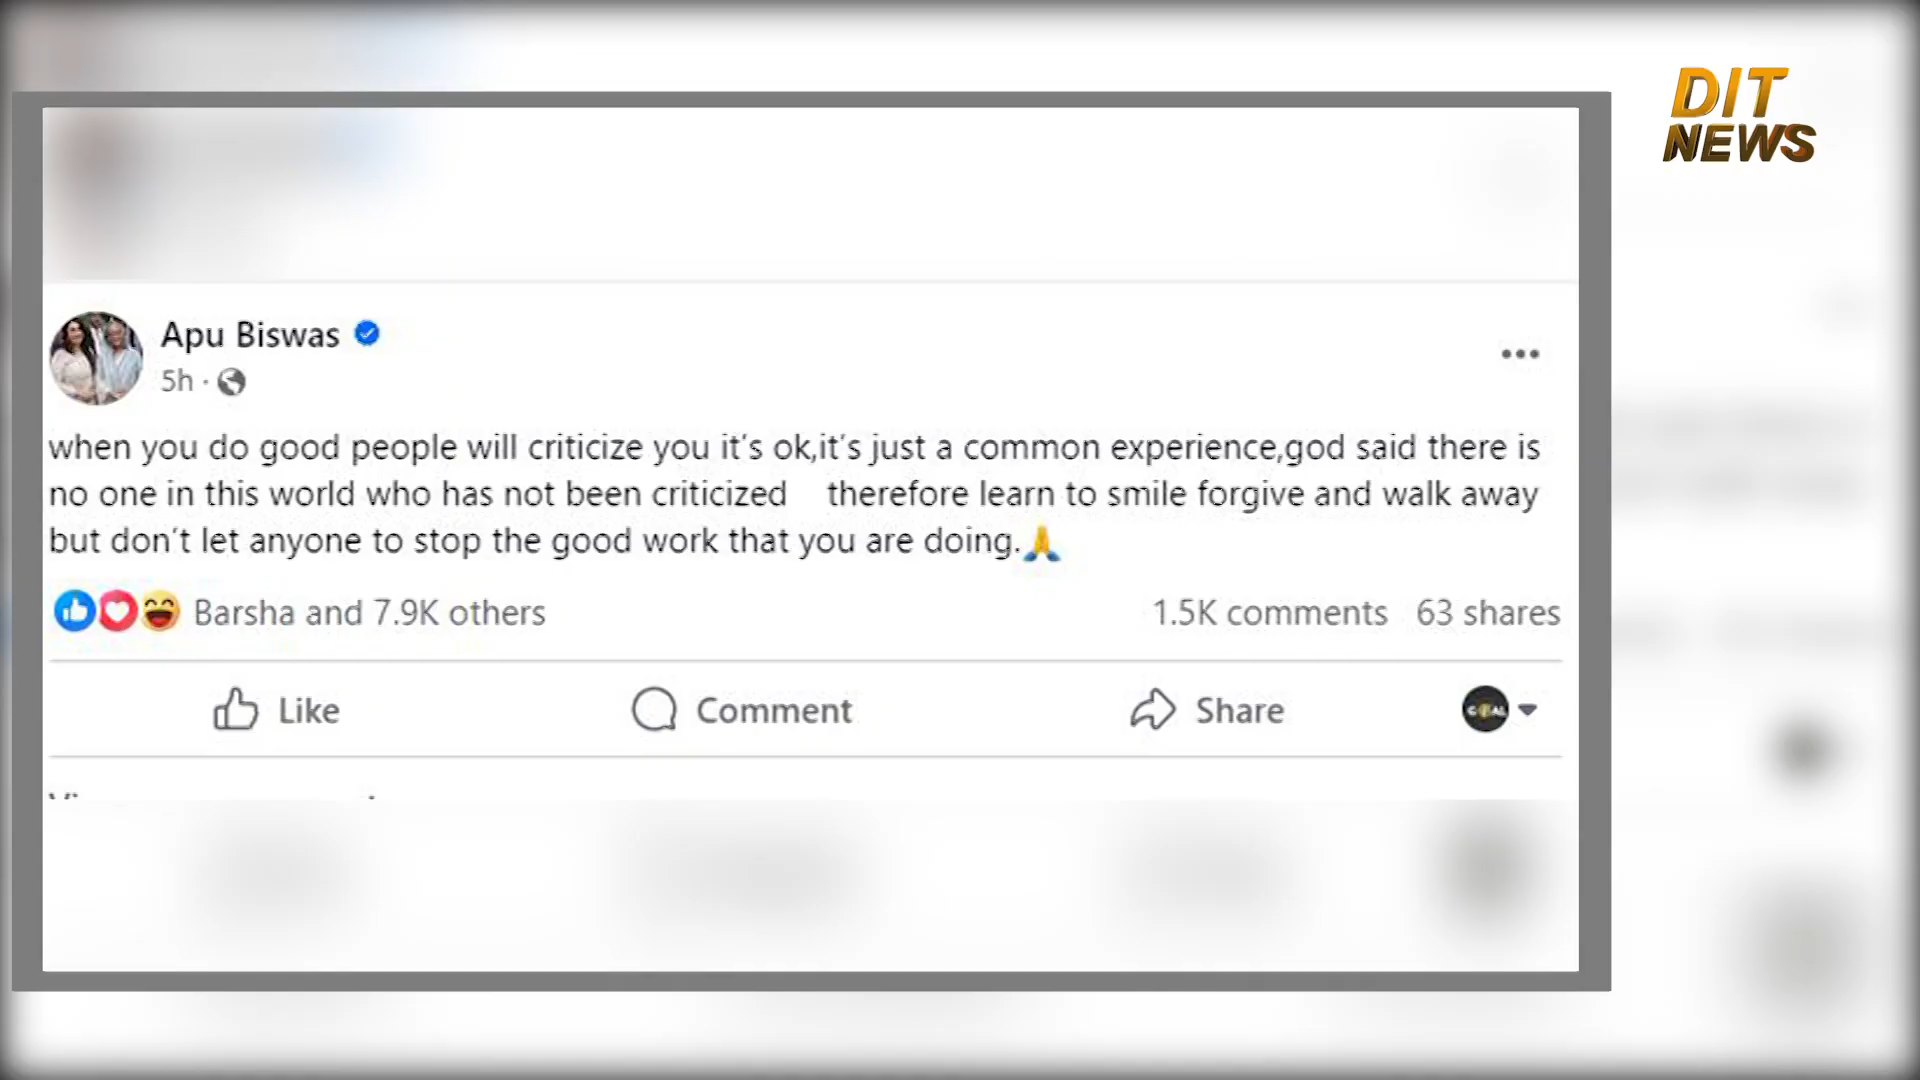 DIT
NEWS
Apu Biswas
5h ·
when you do good people will criticize you it's ok,it's just a common experience,god said there is
no one in this world who has not been criticized therefore learn to smile forgive and walk away
but don't let anyone to stop the good work that you are doing.🙏
Barsha and 7.9K others 1.5K comments 63 shares
Like Comment Share